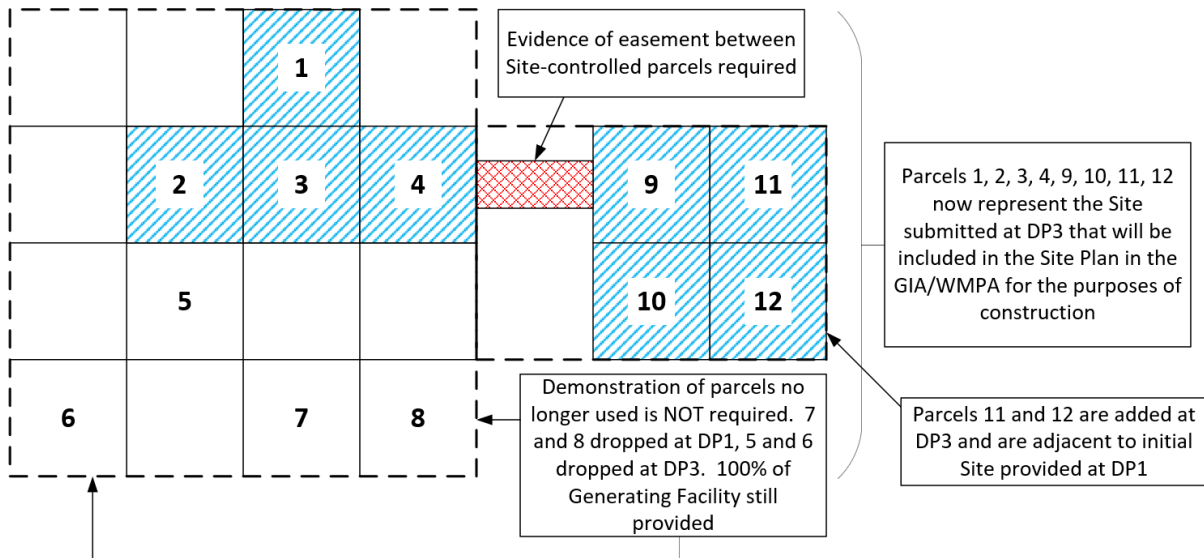 1
Evidence of easement between
Site-controlled parcels required
2
3
4
9
11
Parcels 1, 2, 3, 4, 9, 10, 11, 12
now represent the Site
submitted at DP3 that will be
included in the Site Plan in the
GIA/WMPA for the purposes of
construction
5
10
12
6
7
8
Demonstration of parcels no
longer used is NOT required.  7
and 8 dropped at DP1, 5 and 6
dropped at DP3.  100% of
Generating Facility still
provided
Parcels 11 and 12 are added at
DP3 and are adjacent to initial
Site provided at DP1